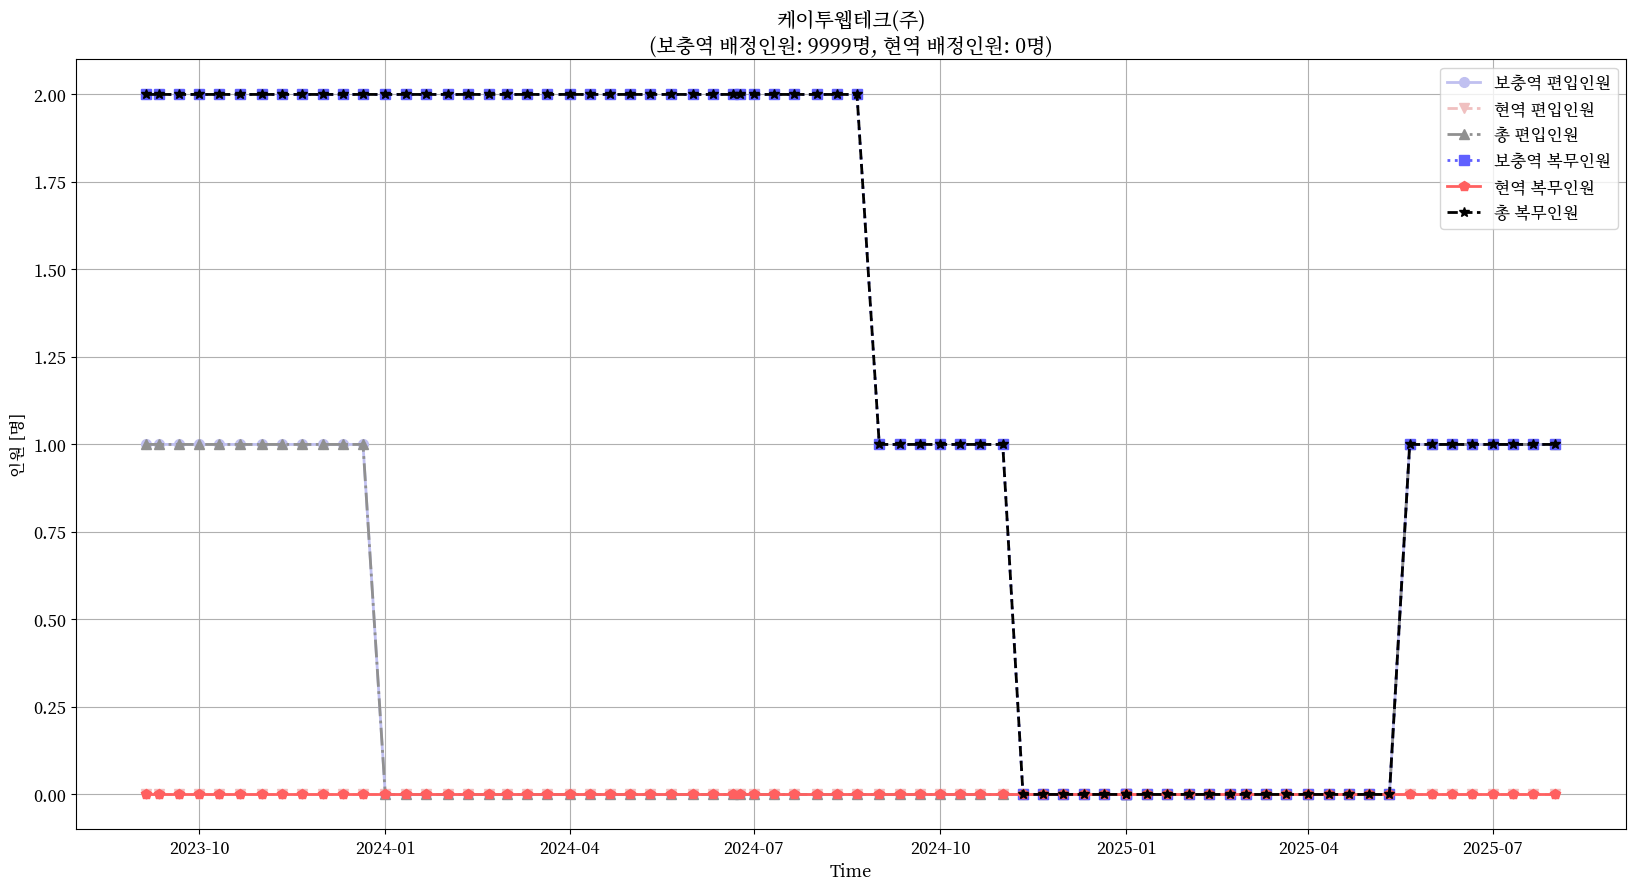 케이투웹테크(주)
(보충역 배정인원: 9999명, 현역 배정인원: 0명)
보충역 편입인원
현역 편입인원
총 편입인원
보충역 복무인원
현역 복무인원
총 복무인원
인원 [명]
2.00
1.75
1.50
1.25
1.00
0.75
0.50
0.25
0.00
2023-10
2024-01
2024-04
2024-07
2024-10
2025-01
2025-04
2025-07
Time